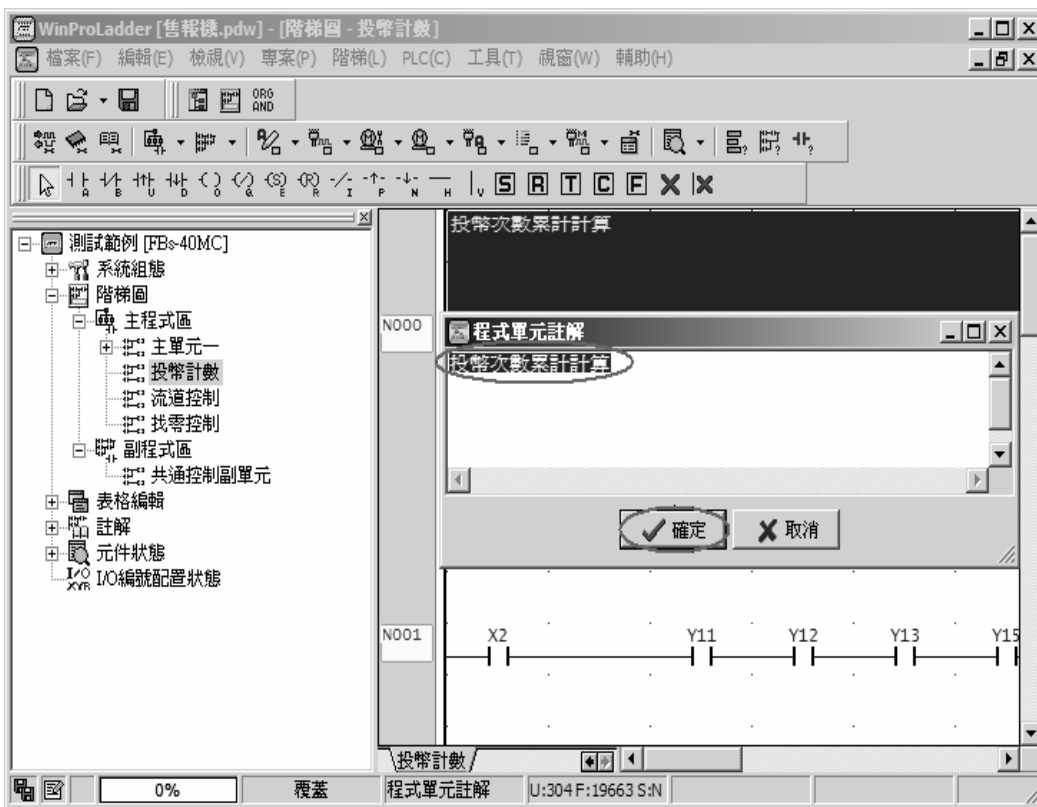 WinProLadder [售報機.pdw] - [階梯圖 - 投幣計數]
檔案(F) 編輯(E) 檢視(V) 專案(P) 階梯(L) PLC(C) 工具(T) 視窗(W) 輔助(H)
ORG
AND
A B U D O Q E R I P N H V S R T C F
測試範例 [FBs-40MC]
系統組態
階梯圖
主程式區
主單元一
投幣計數
流道控制
找零控制
副程式區
共通控制副單元
表格編輯
註解
元件狀態
I/O編號配置狀態
投幣次數累計計算
N000
程式單元註解
投幣次數累計計算
確定 取消
N001 X2 Y11 Y12 Y13 Y15
投幣計數
0% 覆蓋 程式單元註解 U:304 F:19663 S:N